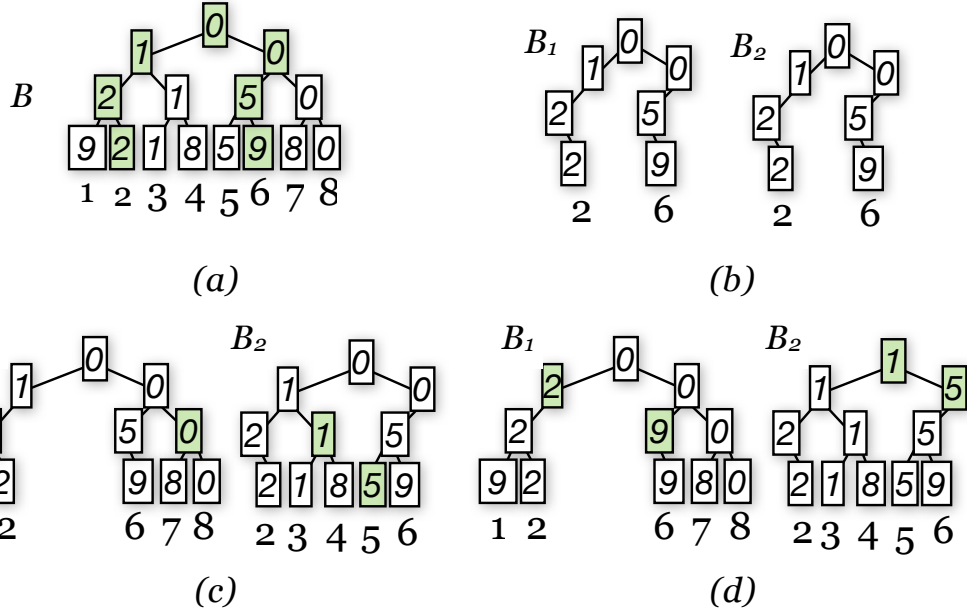 0
1 0
B 2 1 5 0
9 2 1 8 5 9 8 0
1 2 3 4 5 6 7 8
(a)
B1 0 B2 0
1 0 1 0
2 5 2 5
2 9 2 9
2 6 2 6
(b)
0 B2 0
1 0 1 0
5 0 2 1 5
2 9 8 0 2 1 8 5 9
2 6 7 8 2 3 4 5 6
(c)
B1 0 B2 1
2 0 1 5
2 9 0 2 1 5
9 2 9 8 0 2 1 8 5 9
1 2 6 7 8 2 3 4 5 6
(d)